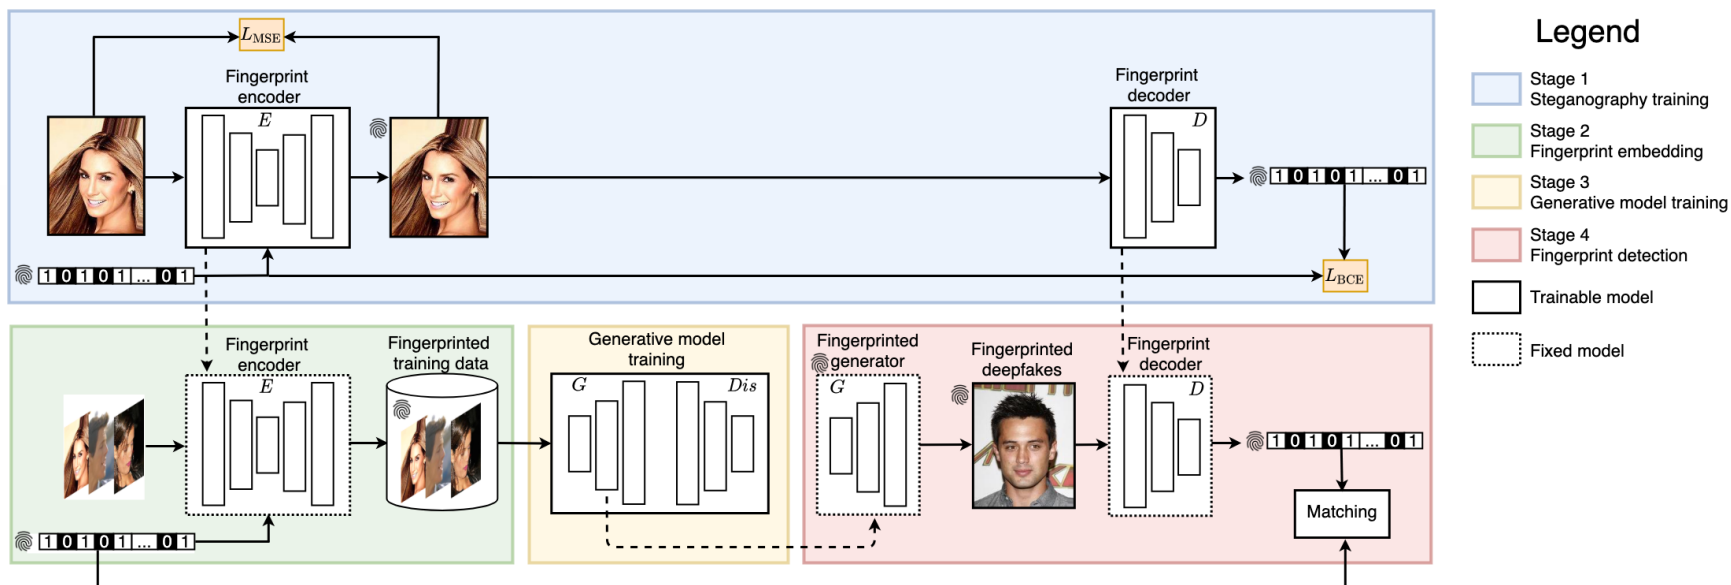 Legend
L_MSE
Fingerprint
encoder
E
Fingerprint
decoder
D
1 0 1 0 1 ... 0 1
1 0 1 0 1 ... 0 1
L_BCE
Stage 1
Steganography training
Stage 2
Fingerprint embedding
Stage 3
Generative model training
Stage 4
Fingerprint detection
Trainable model
Fixed model
Fingerprint
encoder
E
Fingerprinted
training data
1 0 1 0 1 ... 0 1
Generative model
training
G
Dis
Fingerprinted
generator
G
Fingerprinted
deepfakes
Fingerprint
decoder
D
1 0 1 0 1 ... 0 1
Matching